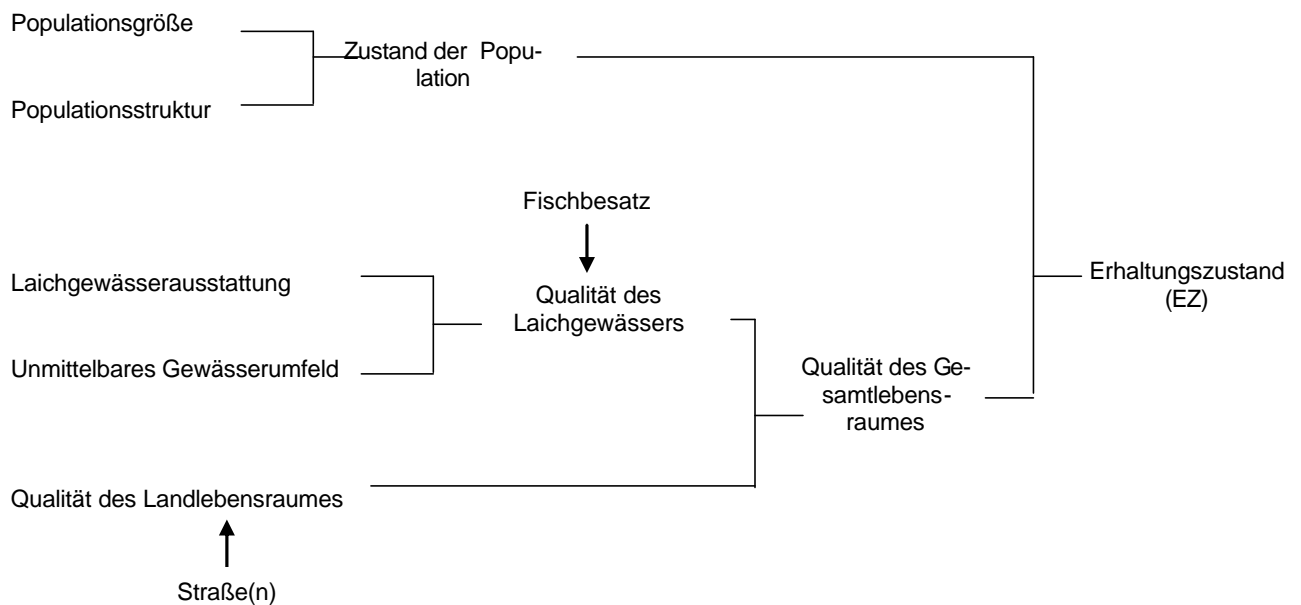 Populationsgröße
Zustand der Popu-
lation
Populationsstruktur
Fischbesatz
Laichgewässerausstattung
Qualität des
Laichgewässers
Erhaltungszustand
(EZ)
Unmittelbares Gewässerumfeld
Qualität des Ge-
samtlebens-
raumes
Qualität des Landlebensraumes
Straße(n)